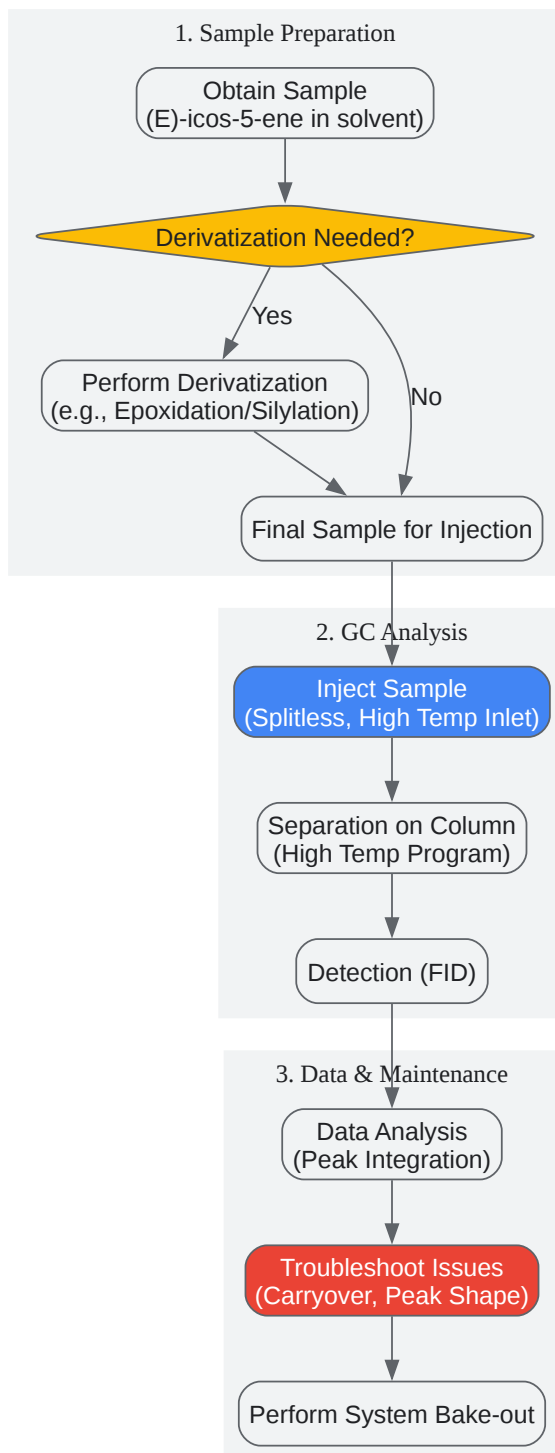 1. Sample Preparation
Obtain Sample
(E)-icos-5-ene in solvent)
Derivatization Needed?
Yes
Perform Derivatization
(e.g., Epoxidation/Silylation)
No
Final Sample for Injection
2. GC Analysis
Inject Sample
(Splitless, High Temp Inlet)
Separation on Column
(High Temp Program)
Detection (FID)
3. Data & Maintenance
Data Analysis
(Peak Integration)
Troubleshoot Issues
(Carryover, Peak Shape)
Perform System Bake-out